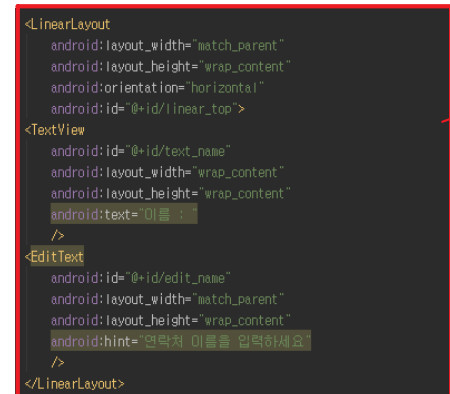 <LinearLayout
    android:layout_width="match_parent"
    android:layout_height="wrap_content"
    android:orientation="horizontal"
    android:id="@+id/linear_top">
<TextView
    android:id="@+id/text_name"
    android:layout_width="wrap_content"
    android:layout_height="wrap_content"
    android:text="이름 : "
    />
<EditText
    android:id="@+id/edit_name"
    android:layout_width="match_parent"
    android:layout_height="wrap_content"
    android:hint="연락처 이름을 입력하세요"
    />
</LinearLayout>